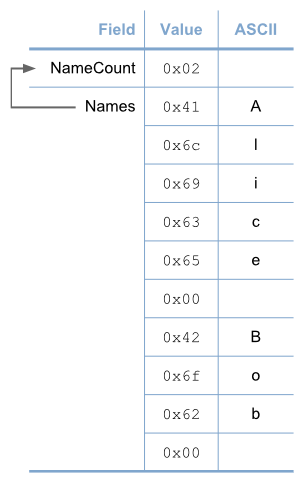 Field Value ASCII
NameCount 0x02
Names 0x41 A
0x6c l
0x69 i
0x63 c
0x65 e
0x00
0x42 B
0x6f o
0x62 b
0x00